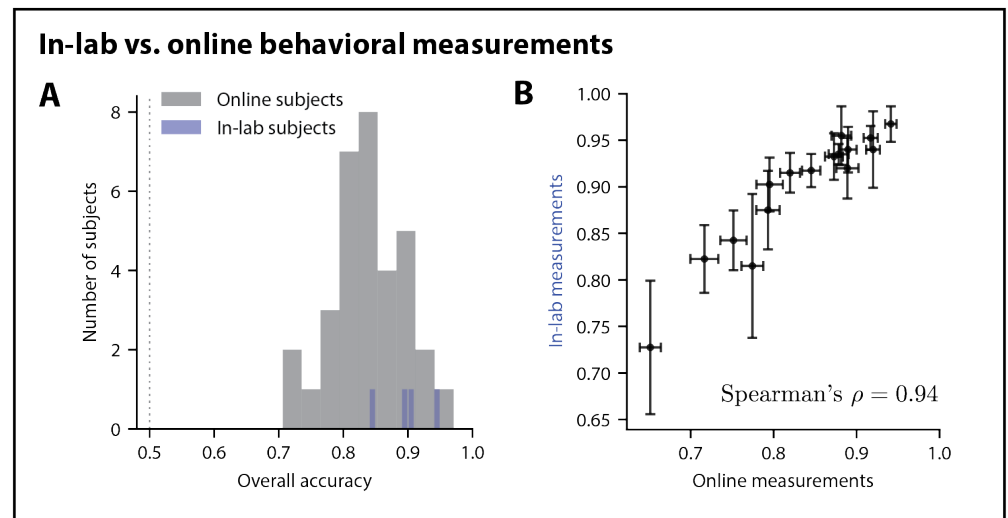 In-lab vs. online behavioral measurements
A
Online subjects
In-lab subjects
Number of subjects
8
6
4
2
0
0.5 0.6 0.7 0.8 0.9 1.0
Overall accuracy
B
In-lab measurements
1.00
0.95
0.90
0.85
0.80
0.75
0.70
0.65
Spearman's ρ = 0.94
0.7 0.8 0.9 1.0
Online measurements